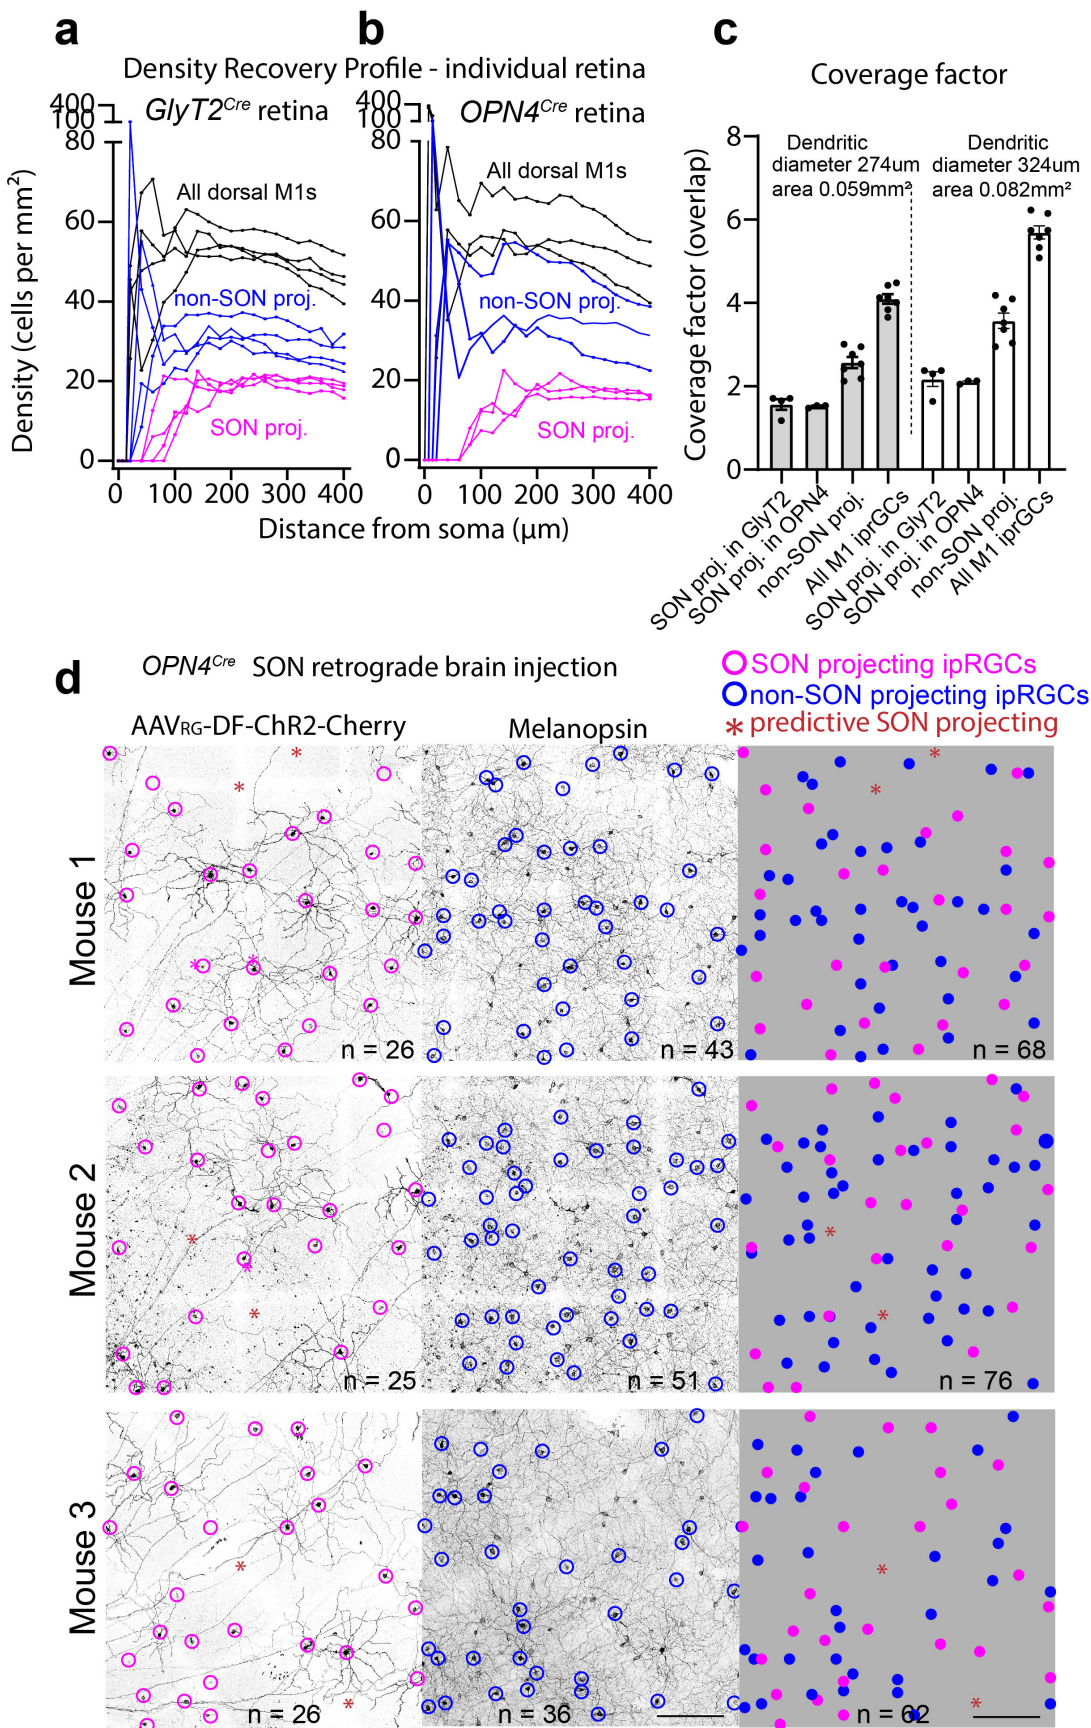 a
b
c
Density Recovery Profile - individual retina
Coverage factor
GlyT2Cre retina
OPN4Cre retina
400
100
80
60
40
20
0
400
100
80
60
40
20
0
Density (cells per mm²)
All dorsal M1s
non-SON proj.
SON proj.
All dorsal M1s
non-SON proj.
SON proj.
0 100 200 300 400
0 100 200 300 400
Distance from soma (µm)
Coverage factor (overlap)
8
6
4
2
0
Dendritic
diameter 274um
area 0.059mm²
Dendritic
diameter 324um
area 0.082mm²
SON proj. in GlyT2
SON proj. in OPN4
non-SON proj.
All M1 iprGCs
SON proj. in GlyT2
SON proj. in OPN4
non-SON proj.
All M1 iprGCs
d
OPN4Cre SON retrograde brain injection
SON projecting ipRGCs
non-SON projecting ipRGCs
* predictive SON projecting
AAVRG-DF-ChR2-Cherry
Melanopsin
Mouse 1
n = 26
n = 43
n = 68
Mouse 2
n = 25
n = 51
n = 76
Mouse 3
n = 26
n = 36
n = 62